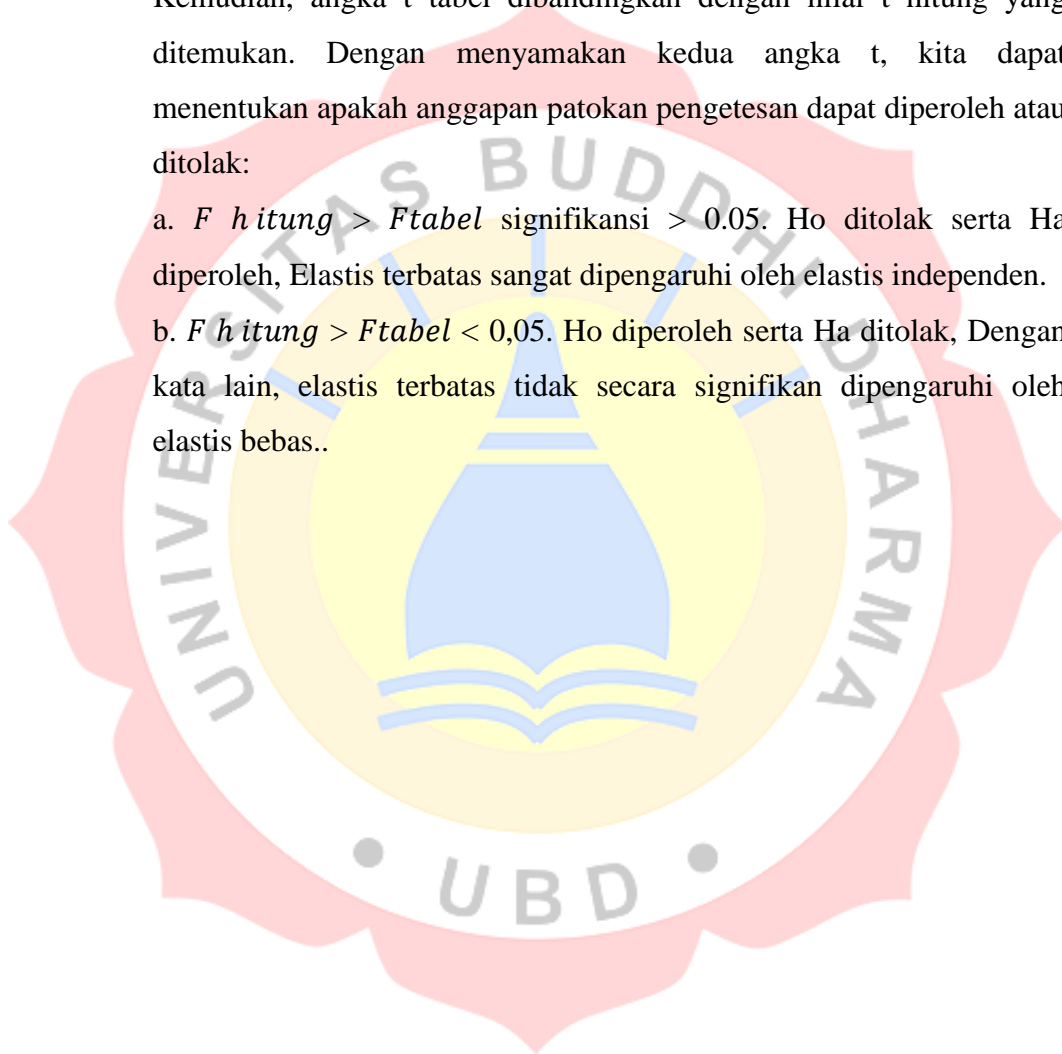 Kemudian, angka t tabel dibandingkan dengan nilai t hitung yang
ditemukan. Dengan menyamakan kedua angka t, kita dapat
menentukan apakah anggapan patokan pengetesan dapat diperoleh atau
ditolak:
a. F hitung > Ftabel signifikansi > 0.05. Ho ditolak serta Ha
diperoleh, Elastis terbatas sangat dipengaruhi oleh elastis independen.
b. F hitung > Ftabel < 0,05. Ho diperoleh serta Ha ditolak, Dengan
kata lain, elastis terbatas tidak secara signifikan dipengaruhi oleh
elastis bebas..
UNIVERSITAS BUDDHI DHARMA
• UBD •